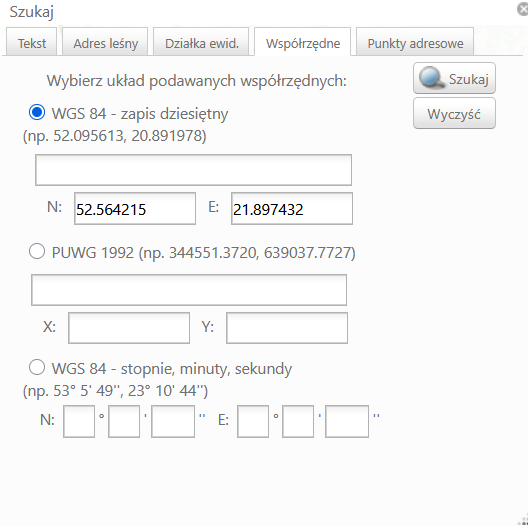 Szukaj
Tekst Adres leśny Działka ewid. Współrzędne Punkty adresowe
Wybierz układ podawanych współrzędnych:
Szukaj
WGS 84 - zapis dziesiętny
(np. 52.095613, 20.891978)
Wyczyść
N: 52.564215 E: 21.897432
PUWG 1992 (np. 344551.3720, 639037.7727)
X: Y:
WGS 84 - stopnie, minuty, sekundy
(np. 53° 5' 49'', 23° 10' 44'')
N: ° ' '' E: ° ' ''